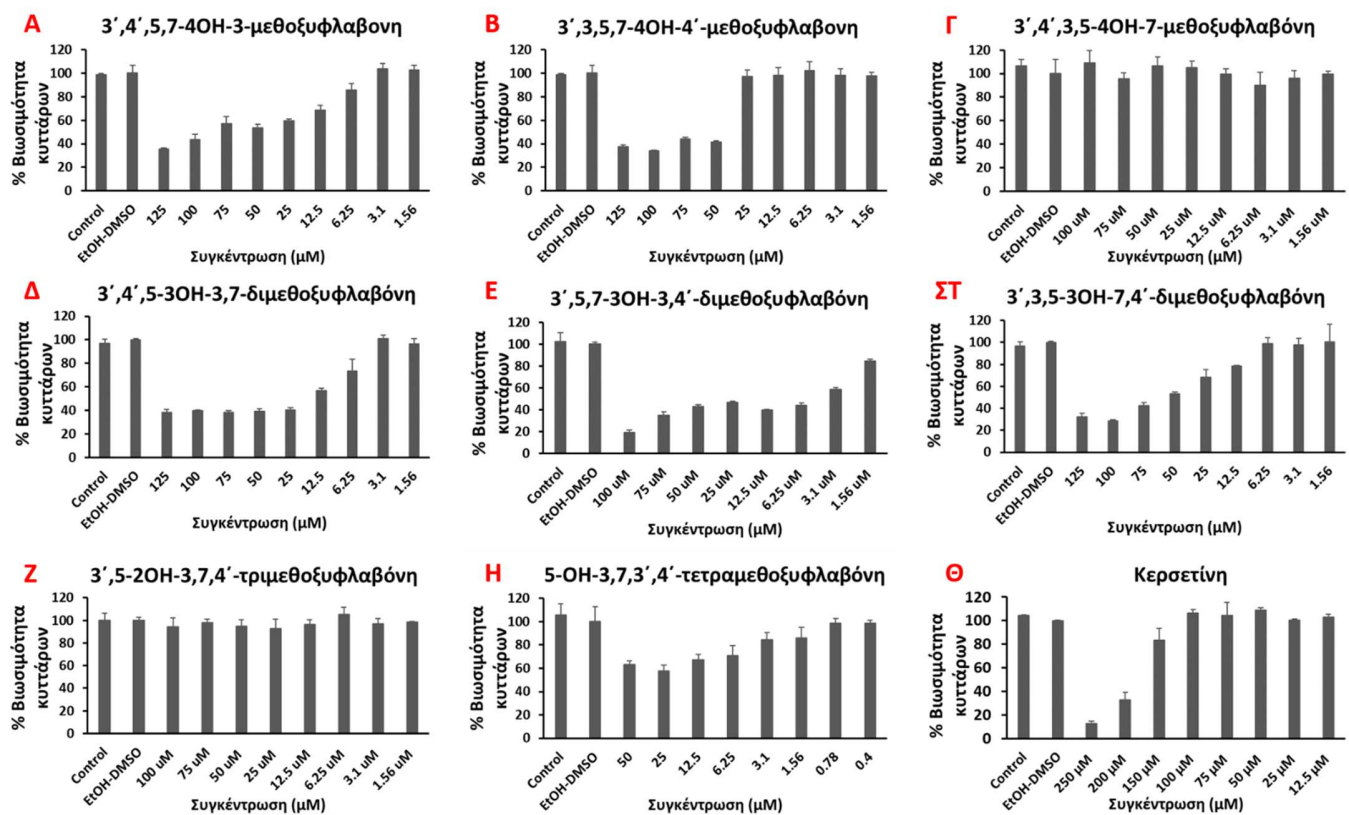 Α 3΄,4΄,5,7-4OH-3-μεθοξυφλαβονη
% Βιωσιμότητα
κυττάρων
120
100
80
60
40
20
0
Control
EtOH-DMSO
125
100
75
50
25
12.5
6.25
3.1
1.56
Συγκέντρωση (μΜ)
Β 3΄,3,5,7-4OH-4΄-μεθοξυφλαβονη
% Βιωσιμότητα
κυττάρων
120
100
80
60
40
20
0
Control
EtOH-DMSO
125
100
75
50
25
12.5
6.25
3.1
1.56
Συγκέντρωση (μΜ)
Γ 3΄,4΄,3,5-4OH-7-μεθοξυφλαβόνη
% Βιωσιμότητα
κυττάρων
120
100
80
60
40
20
0
Control
EtOH-DMSO
100 uM
75 uM
50 uM
25 uM
12.5 uM
6.25 uM
3.1 uM
1.56 uM
Συγκέντρωση (μΜ)
Δ 3΄,4΄,5-3OH-3,7-διμεθοξυφλαβόνη
% Βιωσιμότητα
κυττάρων
120
100
80
60
40
20
0
Control
EtOH-DMSO
125
100
75
50
25
12.5
6.25
3.1
1.56
Συγκέντρωση (μΜ)
Ε 3΄,5,7-3OH-3,4΄-διμεθοξυφλαβόνη
% Βιωσιμότητα
κυττάρων
120
100
80
60
40
20
0
Control
EtOH-DMSO
100 uM
75 uM
50 uM
25 uM
12.5 uM
6.25 uM
3.1 uM
1.56 uM
Συγκέντρωση (μΜ)
ΣΤ 3΄,3,5-3OH-7,4΄-διμεθοξυφλαβόνη
% Βιωσιμότητα
κυττάρων
120
100
80
60
40
20
0
Control
EtOH-DMSO
125
100
75
50
25
12.5
6.25
3.1
1.56
Συγκέντρωση (μΜ)
Ζ 3΄,5-2OH-3,7,4΄-τριμεθοξυφλαβόνη
% Βιωσιμότητα
κυττάρων
120
100
80
60
40
20
0
Control
EtOH-DMSO
100 uM
75 uM
50 uM
25 uM
12.5 uM
6.25 uM
3.1 uM
1.56 uM
Συγκέντρωση (μΜ)
Η 5-OH-3,7,3΄,4΄-τετραμεθοξυφλαβόνη
% Βιωσιμότητα
κυττάρων
120
100
80
60
40
20
0
Control
EtOH-DMSO
50
25
12.5
6.25
3.1
1.56
0.78
0.4
Συγκέντρωση (μΜ)
Θ Κερσετίνη
% Βιωσιμότητα
κυττάρων
120
100
80
60
40
20
0
Control
EtOH-DMSO
250 μM
200 μM
150 μM
100 μM
75 μM
50 μM
25 μM
12.5 μM
Συγκέντρωση (μΜ)